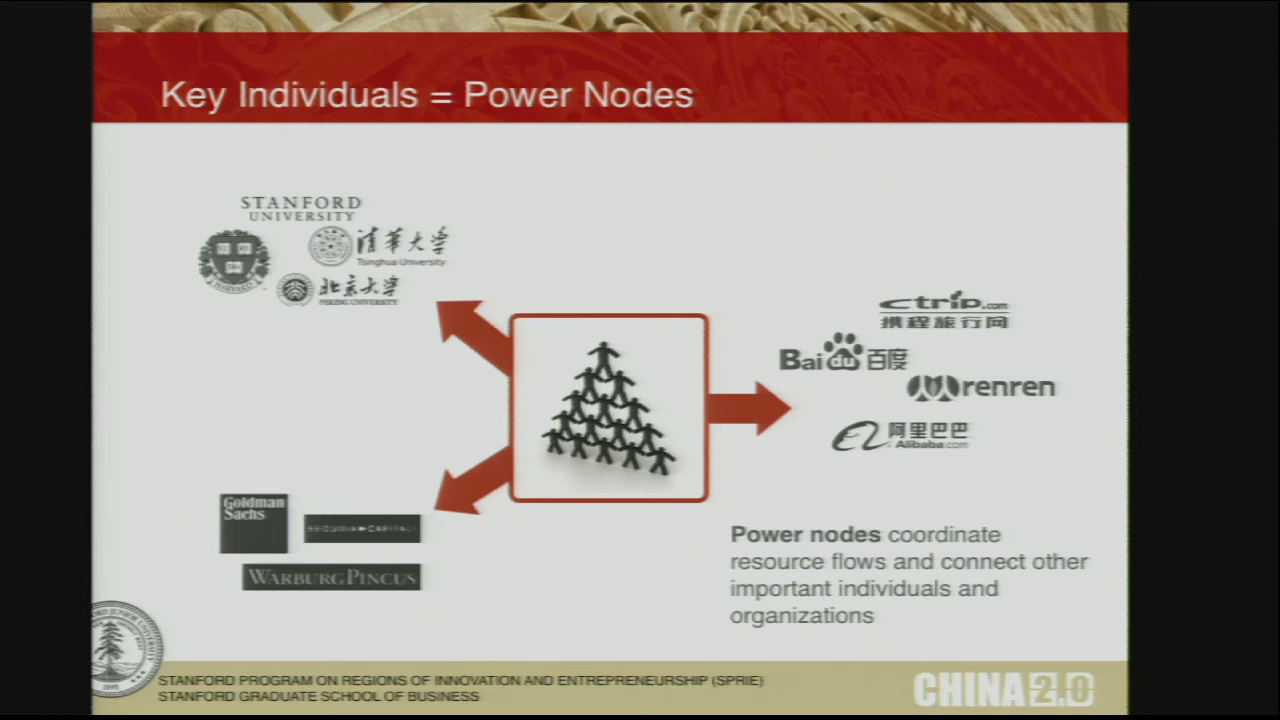 Key Individuals = Power Nodes
STANFORD
UNIVERSITY
清華大学
Tsinghua University
HARVARD
北京大学
PEKING UNIVERSITY
Ctrip.com
携程旅行网
Baidu百度
renren
阿里巴巴
Alibaba.com
Goldman
Sachs
SEQUOIA CAPITAL
WARBURG PINCUS
Power nodes coordinate
resource flows and connect other
important individuals and
organizations
STANFORD PROGRAM ON REGIONS OF INNOVATION AND ENTREPRENEURSHIP (SPRIE)
STANFORD GRADUATE SCHOOL OF BUSINESS
CHINA 2.0